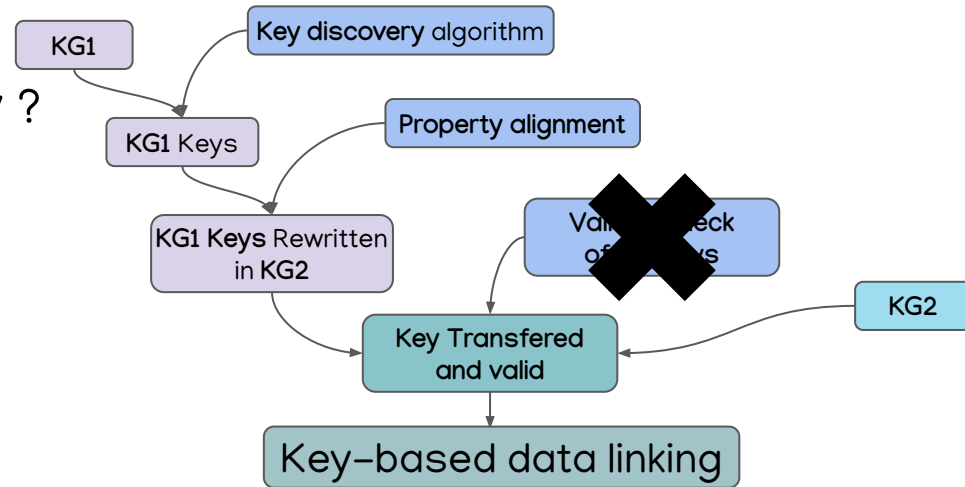 KG1
Key discovery algorithm
?
KG1 Keys
Property alignment
KG1 Keys Rewritten
in KG2
KG2
Key Transfered
and valid
Key-based data linking